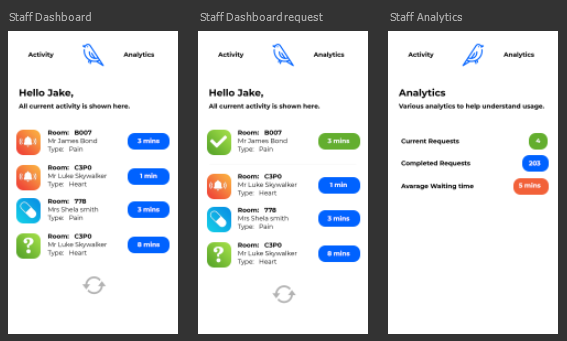 Staff Dashboard
Activity
Analytics
Hello Jake,
All current activity is shown here.
Room: B007
Mr James Bond
Type: Pain
3 mins
Room: C3P0
Mr Luke Skywalker
Type: Heart
1 min
Room: 778
Mrs Shela smith
Type: Pain
3 mins
Room: C3P0
Mr Luke Skywalker
Type: Heart
8 mins
Staff Dashboard request
Activity
Analytics
Hello Jake,
All current activity is shown here.
Room: B007
Mr James Bond
Type: Pain
3 mins
Room: C3P0
Mr Luke Skywalker
Type: Heart
1 min
Room: 778
Mrs Shela smith
Type: Pain
3 mins
Room: C3P0
Mr Luke Skywalker
Type: Heart
8 mins
Staff Analytics
Activity
Analytics
Analytics
Various analytics to help understand usage.
Current Requests
4
Completed Requests
203
Avarage Waiting time
5 mins